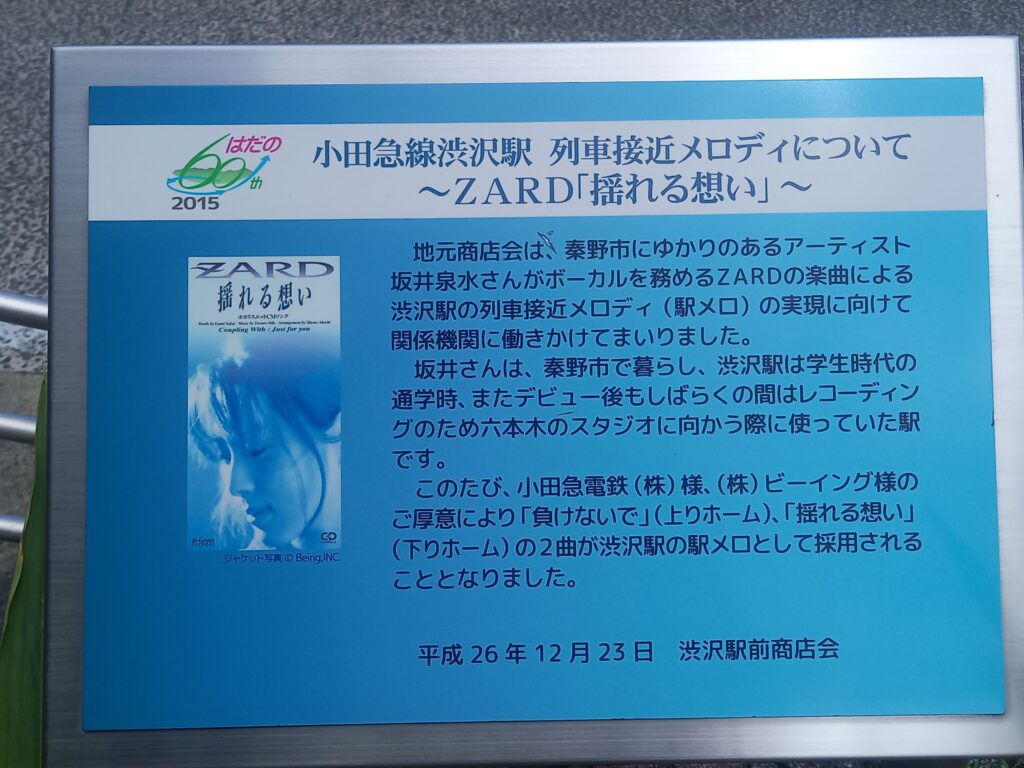 はだの
60th
2015
小田急線渋沢駅 列車接近メロディについて
～ZARD「揺れる想い」～
地元商店会は、秦野市にゆかりのあるアーティスト
坂井泉水さんがボーカルを務めるZARDの楽曲による
渋沢駅の列車接近メロディ（駅メロ）の実現に向けて
関係機関に働きかけてまいりました。
坂井さんは、秦野市で暮らし、渋沢駅は学生時代の
通学時、またデビュー後もしばらくの間はレコーディン
グのため六本木のスタジオに向かう際に使っていた駅
です。
このたび、小田急電鉄（株）様、（株）ビーイング様の
ご厚意により「負けないで」（上りホーム）、「揺れる想い」
（下りホーム）の２曲が渋沢駅の駅メロとして採用される
こととなりました。
平成26年12月23日 渋沢駅前商店会
ZARD
揺れる想い
ポカリスエットCMソング
Coupling With : Just for you
B-Gram
ジャケット写真 © Being,INC.